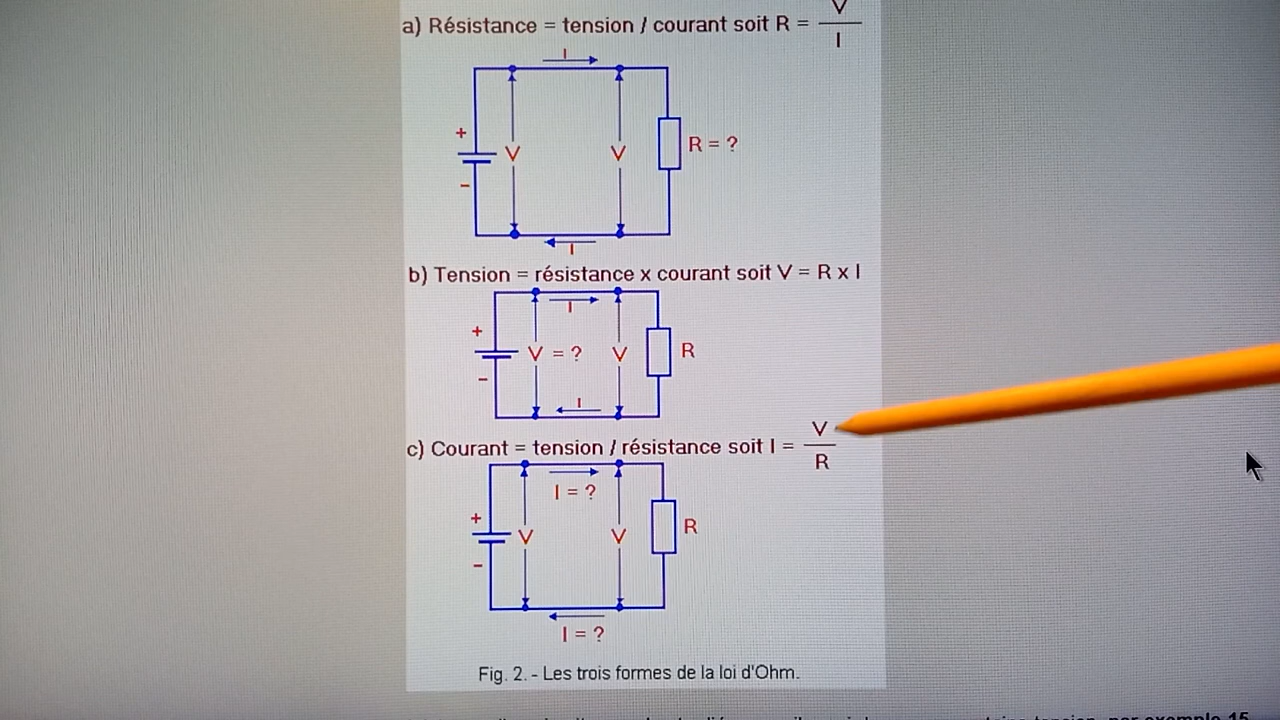 a) Résistance = tension / courant soit R = V / I
I
+
V
V
R = ?
-
I
b) Tension = résistance x courant soit V = R x I
I
+
V = ?
V
R
-
I
c) Courant = tension / résistance soit I = V / R
I = ?
+
V
V
R
-
I = ?
Fig. 2. - Les trois formes de la loi d'Ohm.